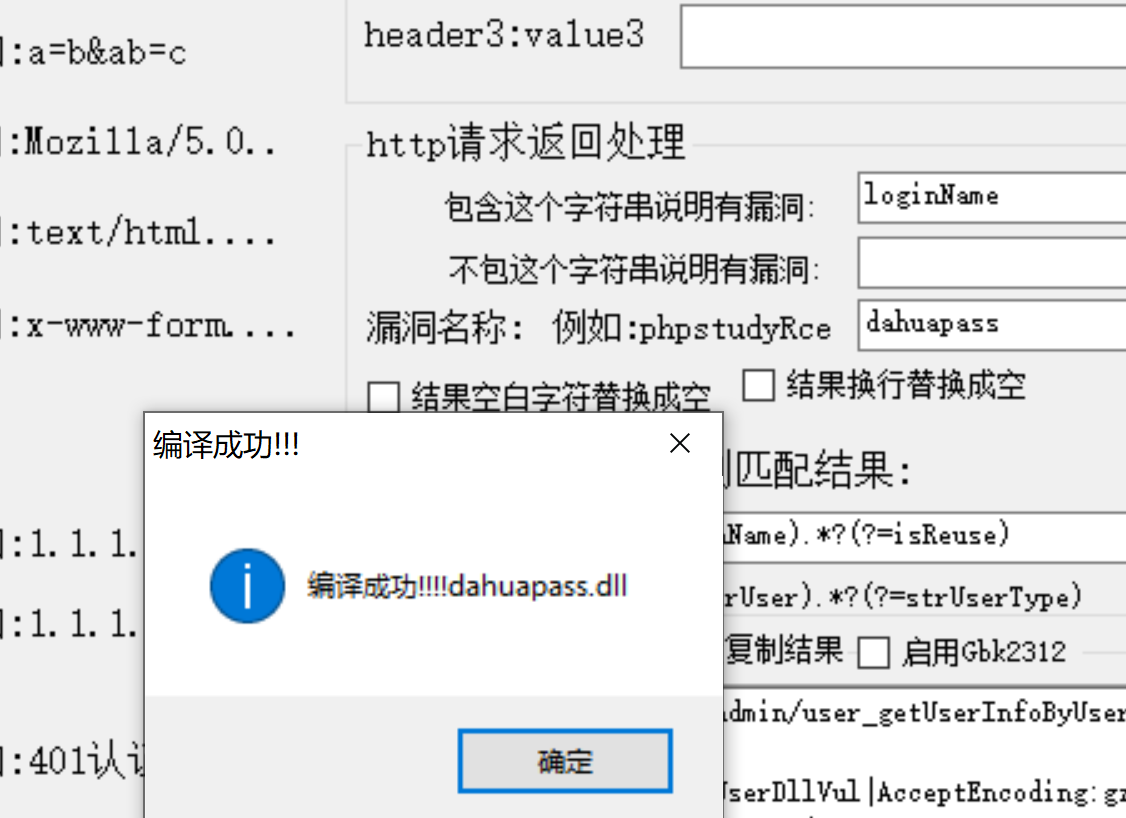 :a=b&ab=c
header3:value3
:Mozilla/5.0..
http请求返回处理
包含这个字符串说明有漏洞:
loginName
:text/html....
不包这个字符串说明有漏洞:
:x-www-form....
漏洞名称: 例如:phpstudyRce
dahuapass
结果空白字符替换成空
结果换行替换成空
编译成功!!!
匹配结果:
Name).*?(?=isReuse)
:1.1.1.
编译成功!!!!dahuapass.dll
rUser).*?(?=strUserType)
:1.1.1.
复制结果
启用Gbk2312
dmin/user_getUserInfoByUser
:401认
确定
serDllVul|AcceptEncoding:g